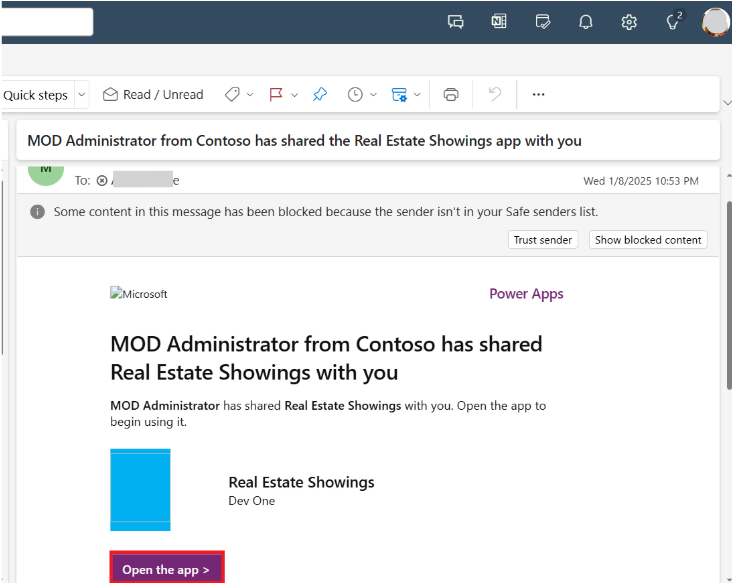 2
Quick steps
Read / Unread
MOD Administrator from Contoso has shared the Real Estate Showings app with you
M
To:
Wed 1/8/2025 10:53 PM
Some content in this message has been blocked because the sender isn't in your Safe senders list.
Trust sender
Show blocked content
Microsoft
Power Apps
MOD Administrator from Contoso has shared
Real Estate Showings with you
MOD Administrator has shared Real Estate Showings with you. Open the app to
begin using it.
Real Estate Showings
Dev One
Open the app >